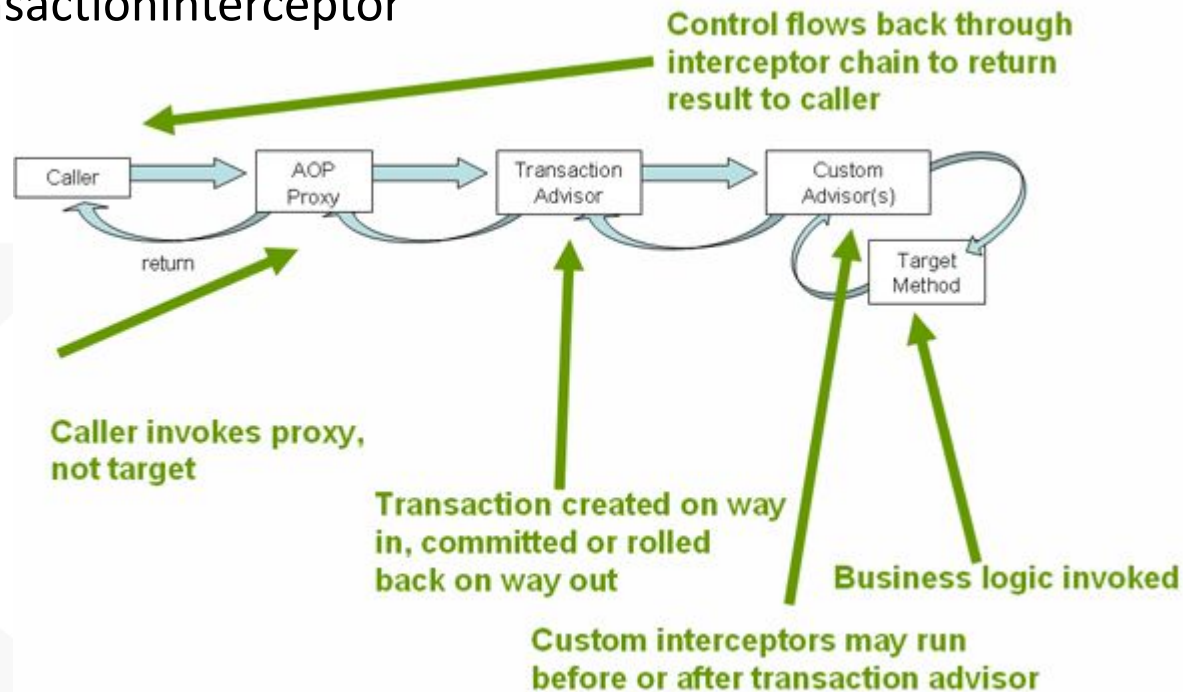 sactionInterceptor
Control flows back through
interceptor chain to return
result to caller
Caller
AOP
Proxy
Transaction
Advisor
Custom
Advisor(s)
return
Target
Method
Caller invokes proxy,
not target
Transaction created on way
in, committed or rolled
back on way out
Business logic invoked
Custom interceptors may run
before or after transaction advisor